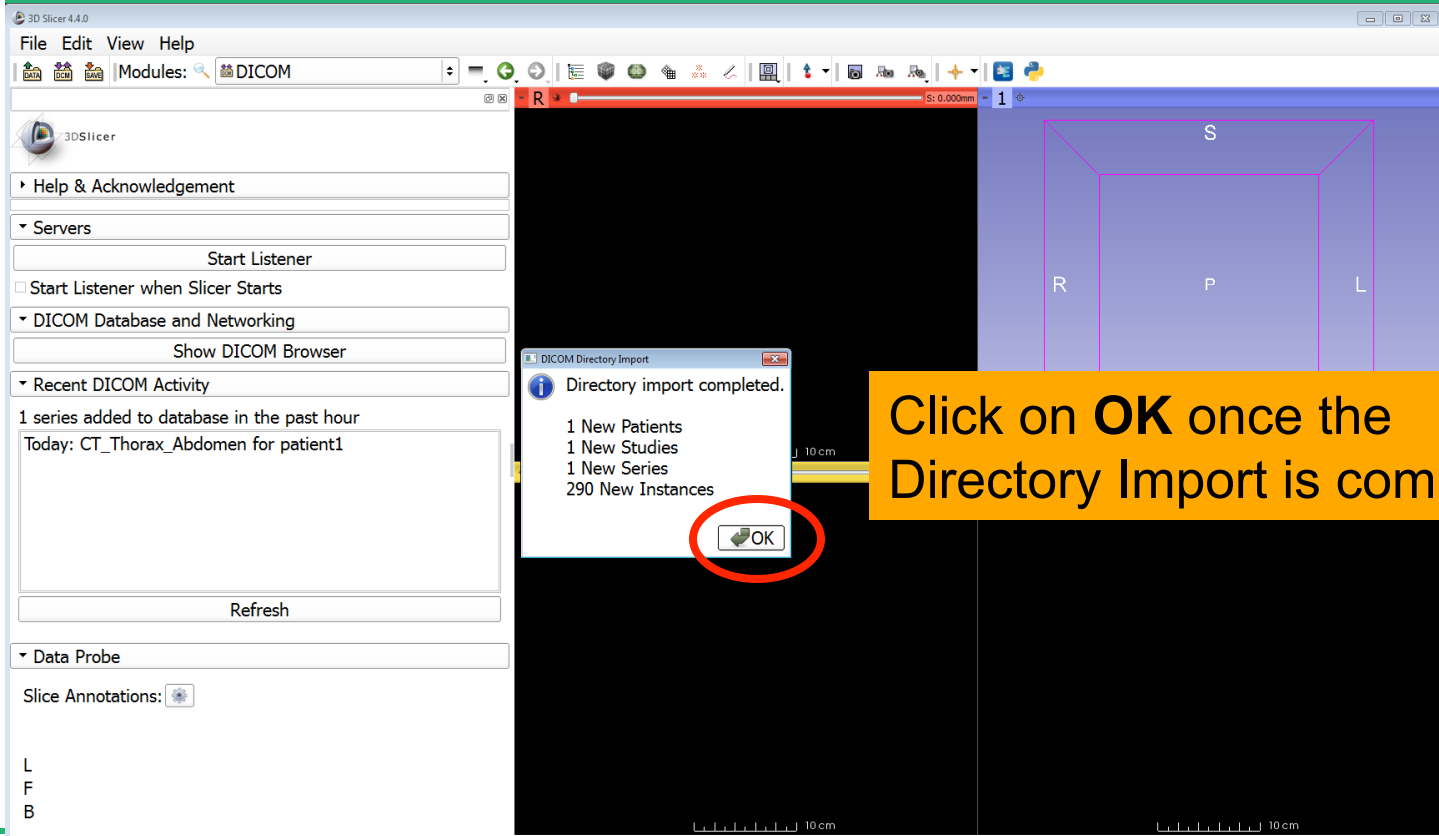 3D Slicer 4.4.0
File Edit View Help
DATA DCM SAVE Modules: DICOM
R S: 0.000mm 1
3DSlicer
Help & Acknowledgement
Servers
Start Listener
Start Listener when Slicer Starts
DICOM Database and Networking
Show DICOM Browser
Recent DICOM Activity
1 series added to database in the past hour
Today: CT_Thorax_Abdomen for patient1
Refresh
Data Probe
Slice Annotations:
L
F
B
DICOM Directory Import
Directory import completed.
1 New Patients
1 New Studies
1 New Series
290 New Instances
OK
10 cm
S
R P L
Click on OK once the
Directory Import is com
10 cm
10 cm